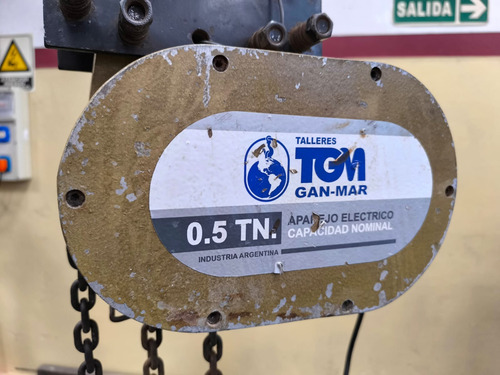 SALIDA
TALLERES
TGM
GAN-MAR
0.5 TN.
APAREJO ELECTRICO
CAPACIDAD NOMINAL
INDUSTRIA ARGENTINA